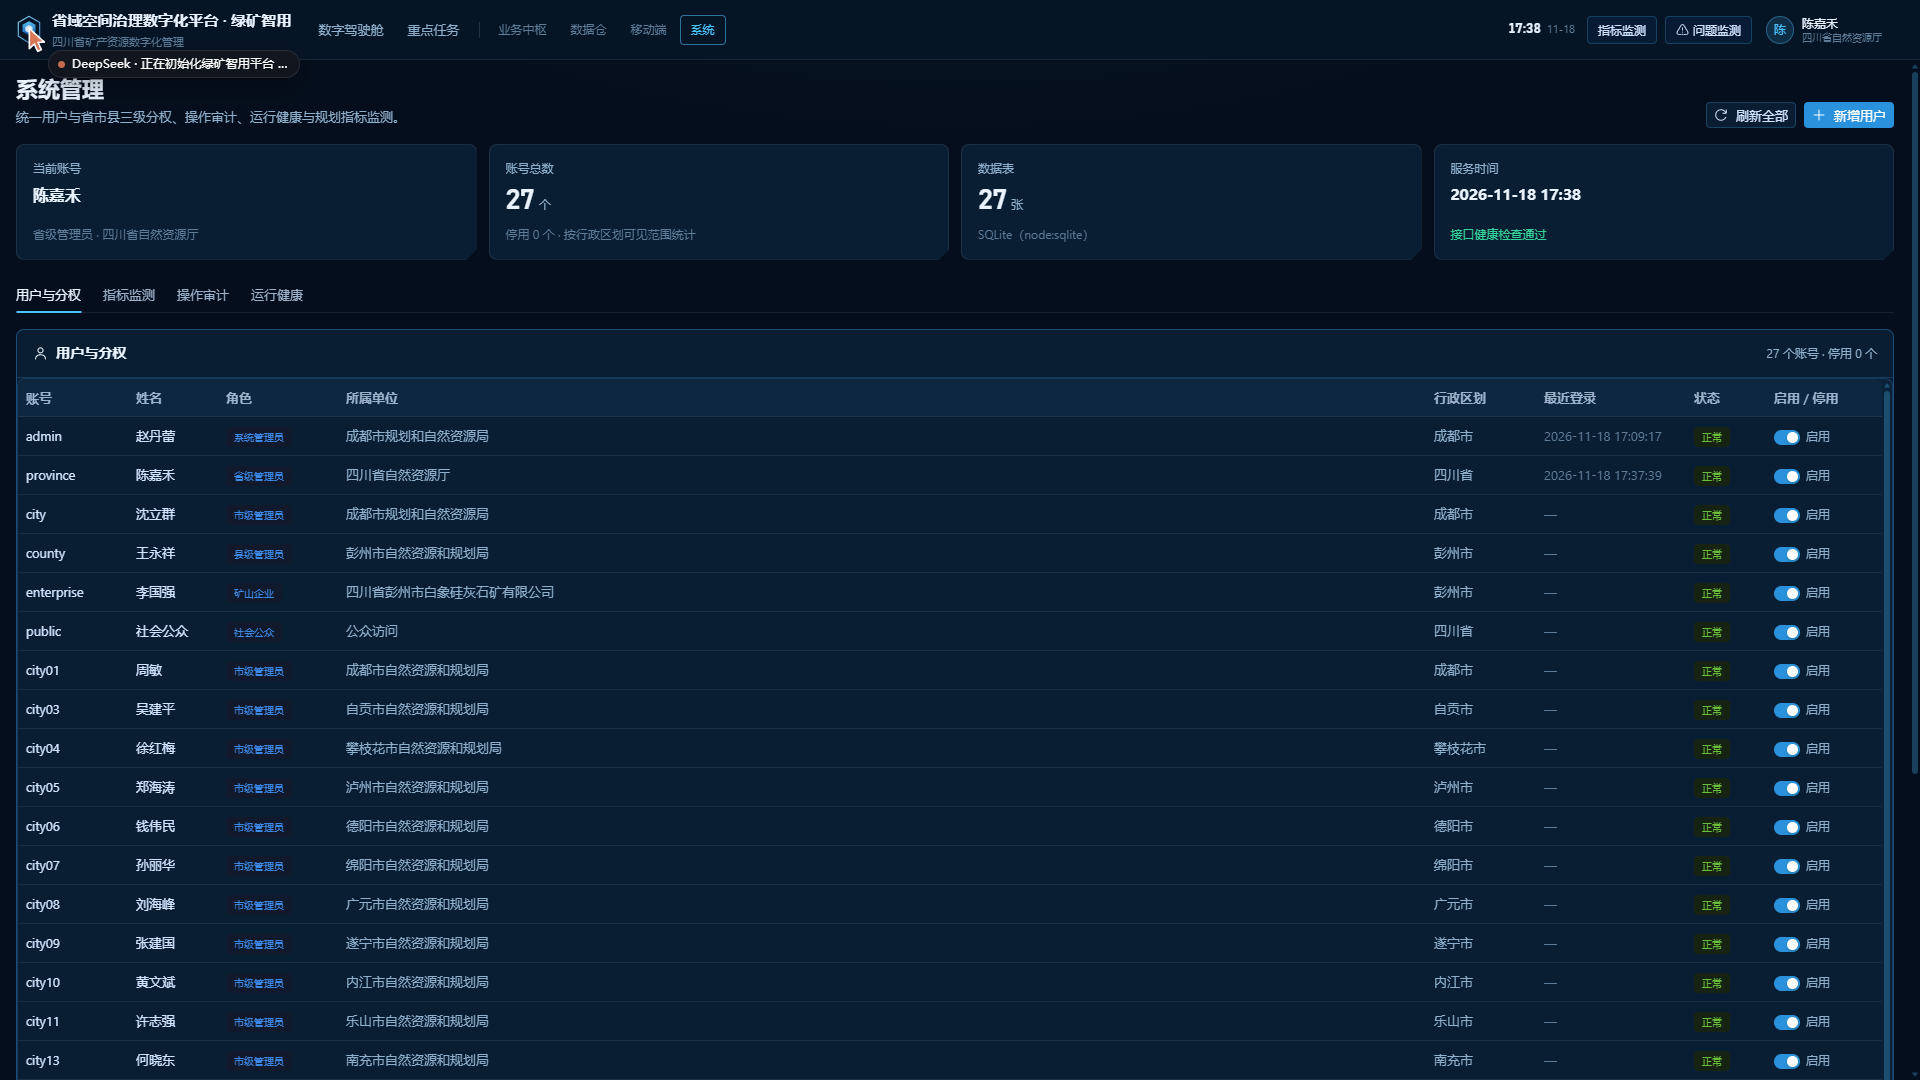 省域空间治理数字化平台 · 绿矿智用
四川省矿产资源数字化管理
数字驾驶舱 重点任务 业务中枢 数据仓 移动端 系统
17:38 11-18 指标监测 问题监测 陈 陈嘉禾
四川省自然资源厅
DeepSeek · 正在初始化绿矿智用平台 ...
系统管理
统一用户与省市县三级分权、操作审计、运行健康与规划指标监测。
刷新全部 新增用户
当前账号
陈嘉禾
省级管理员 · 四川省自然资源厅
账号总数
27 个
停用 0 个 · 按行政区划可见范围统计
数据表
27 张
SQLite（node:sqlite）
服务时间
2026-11-18 17:38
接口健康检查通过
用户与分权 指标监测 操作审计 运行健康
用户与分权 27 个账号 · 停用 0 个
账号 姓名 角色 所属单位 行政区划 最近登录 状态 启用 / 停用
admin 赵丹蕾 系统管理员 成都市规划和自然资源局 成都市 2026-11-18 17:09:17 正常 启用
province 陈嘉禾 省级管理员 四川省自然资源厅 四川省 2026-11-18 17:37:39 正常 启用
city 沈立群 市级管理员 成都市规划和自然资源局 成都市 — 正常 启用
county 王永祥 县级管理员 彭州市自然资源和规划局 彭州市 — 正常 启用
enterprise 李国强 矿山企业 四川省彭州市白象硅灰石矿有限公司 彭州市 — 正常 启用
public 社会公众 社会公众 公众访问 四川省 — 正常 启用
city01 周敏 市级管理员 成都市自然资源和规划局 成都市 — 正常 启用
city03 吴建平 市级管理员 自贡市自然资源和规划局 自贡市 — 正常 启用
city04 徐红梅 市级管理员 攀枝花市自然资源和规划局 攀枝花市 — 正常 启用
city05 郑海涛 市级管理员 泸州市自然资源和规划局 泸州市 — 正常 启用
city06 钱伟民 市级管理员 德阳市自然资源和规划局 德阳市 — 正常 启用
city07 孙丽华 市级管理员 绵阳市自然资源和规划局 绵阳市 — 正常 启用
city08 刘海峰 市级管理员 广元市自然资源和规划局 广元市 — 正常 启用
city09 张建国 市级管理员 遂宁市自然资源和规划局 遂宁市 — 正常 启用
city10 黄文斌 市级管理员 内江市自然资源和规划局 内江市 — 正常 启用
city11 许志强 市级管理员 乐山市自然资源和规划局 乐山市 — 正常 启用
city13 何晓东 市级管理员 南充市自然资源和规划局 南充市 — 正常 启用